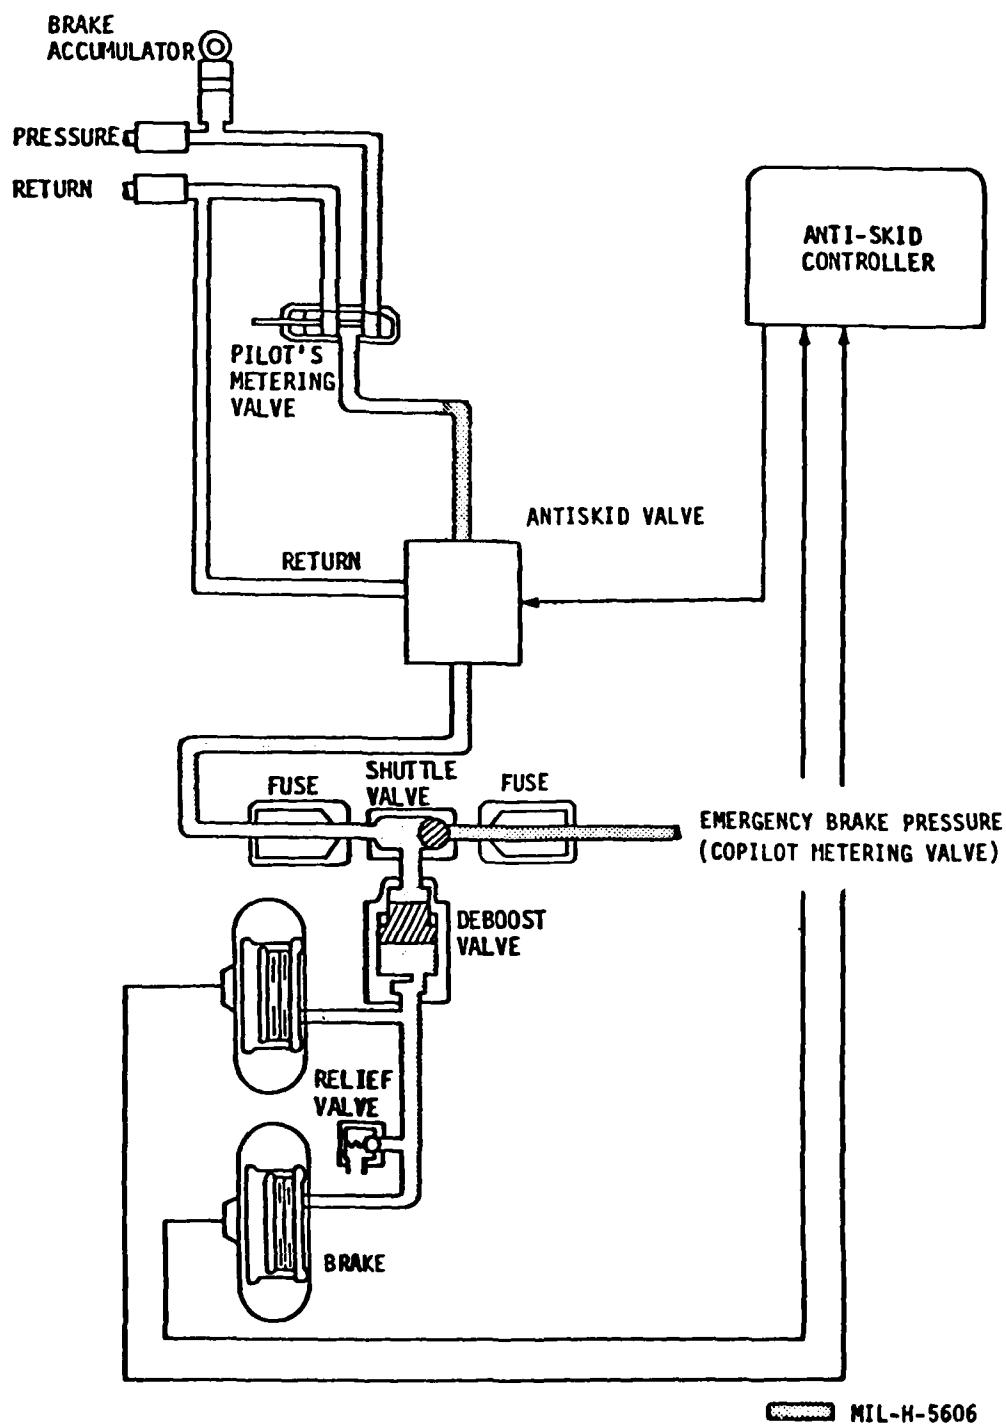 BRAKE
ACCUMULATOR
PRESSURE
RETURN
ANTI-SKID
CONTROLLER
PILOT'S
METERING
VALVE
ANTISKID VALVE
RETURN
FUSE
SHUTTLE
VALVE
FUSE
EMERGENCY BRAKE PRESSURE
(COPILOT METERING VALVE)
DEBOOST
VALVE
RELIEF
VALVE
BRAKE
MIL-H-5606